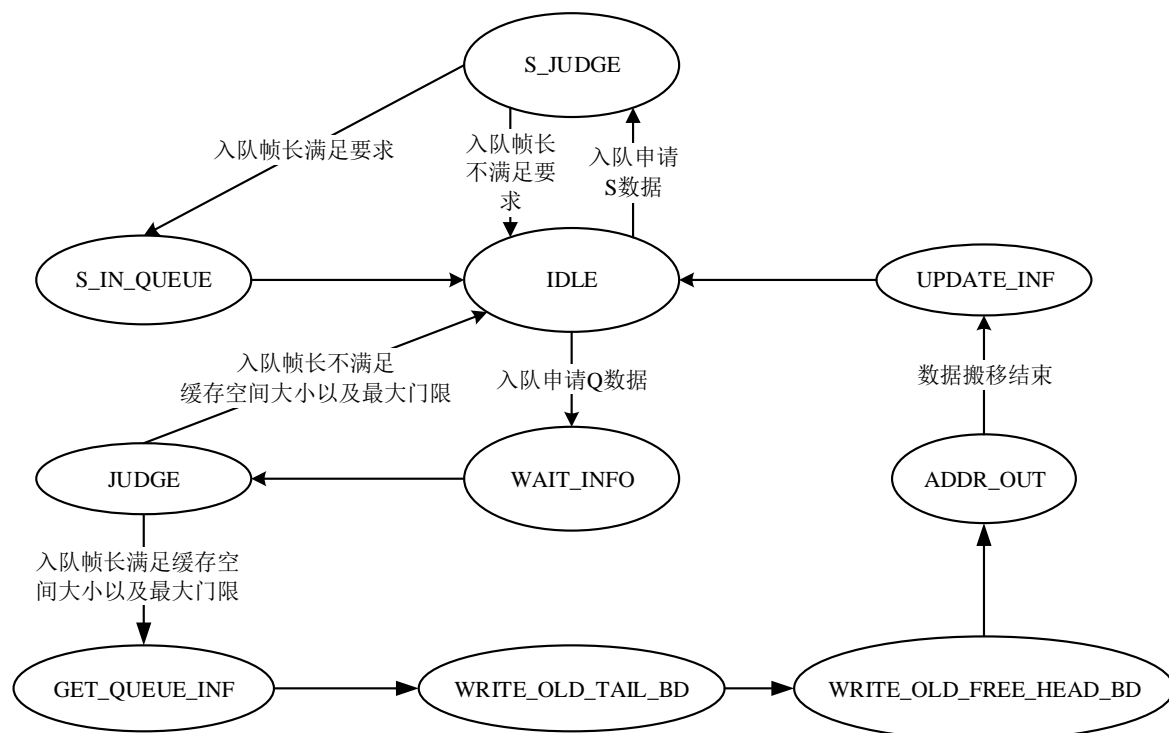 S_JUDGE
入队帧长满足要求
入队帧长
不满足要
求
入队申请
S数据
S_IN_QUEUE
IDLE
UPDATE_INF
入队帧长不满足
缓存空间大小以及最大门限
入队申请Q数据
数据搬移结束
JUDGE
WAIT_INFO
ADDR_OUT
入队帧长满足缓存空
间大小以及最大门限
GET_QUEUE_INF
WRITE_OLD_TAIL_BD
WRITE_OLD_FREE_HEAD_BD